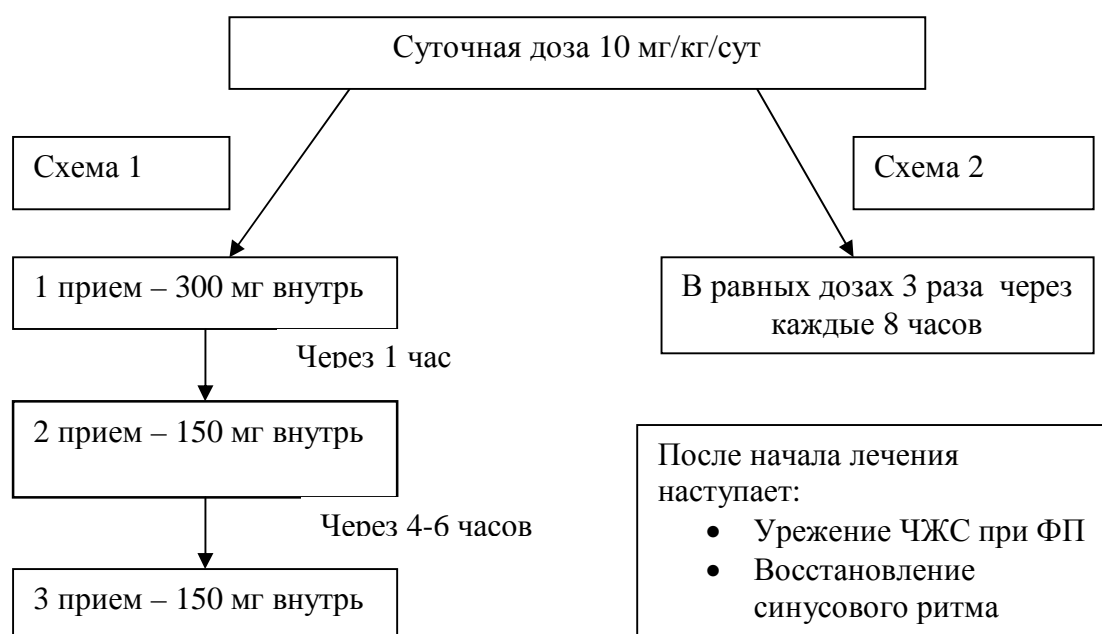 Суточная доза 10 мг/кг/сут
Схема 1
Схема 2
1 прием – 300 мг внутрь
В равных дозах 3 раза через
каждые 8 часов
Через 1 час
2 прием – 150 мг внутрь
После начала лечения
наступает:
• Урежение ЧЖС при ФП
• Восстановление
синусового ритма
Через 4-6 часов
3 прием – 150 мг внутрь